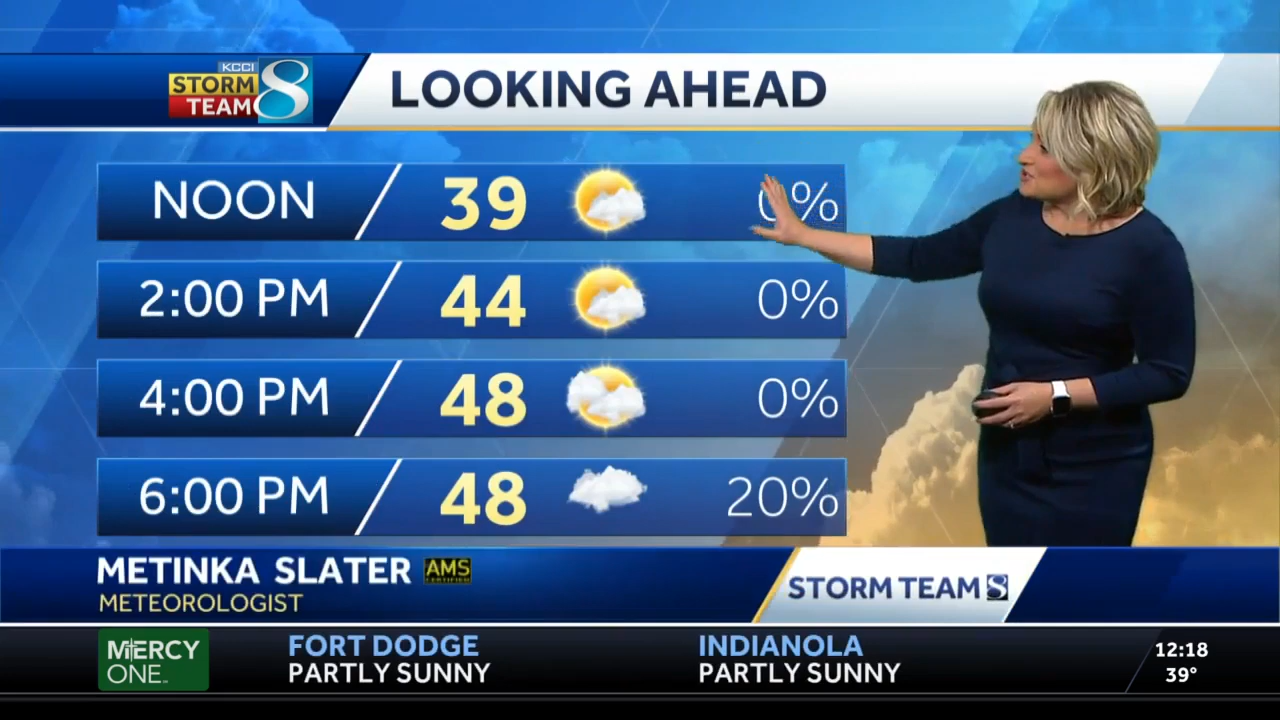 KCCI
STORM
TEAM 8
LOOKING AHEAD
NOON 39 0%
2:00 PM 44 0%
4:00 PM 48 0%
6:00 PM 48 20%
METINKA SLATER AMS CERTIFIED
METEOROLOGIST
STORM TEAM 8
MERCY
ONE
FORT DODGE
PARTLY SUNNY
INDIANOLA
PARTLY SUNNY
12:18
39°